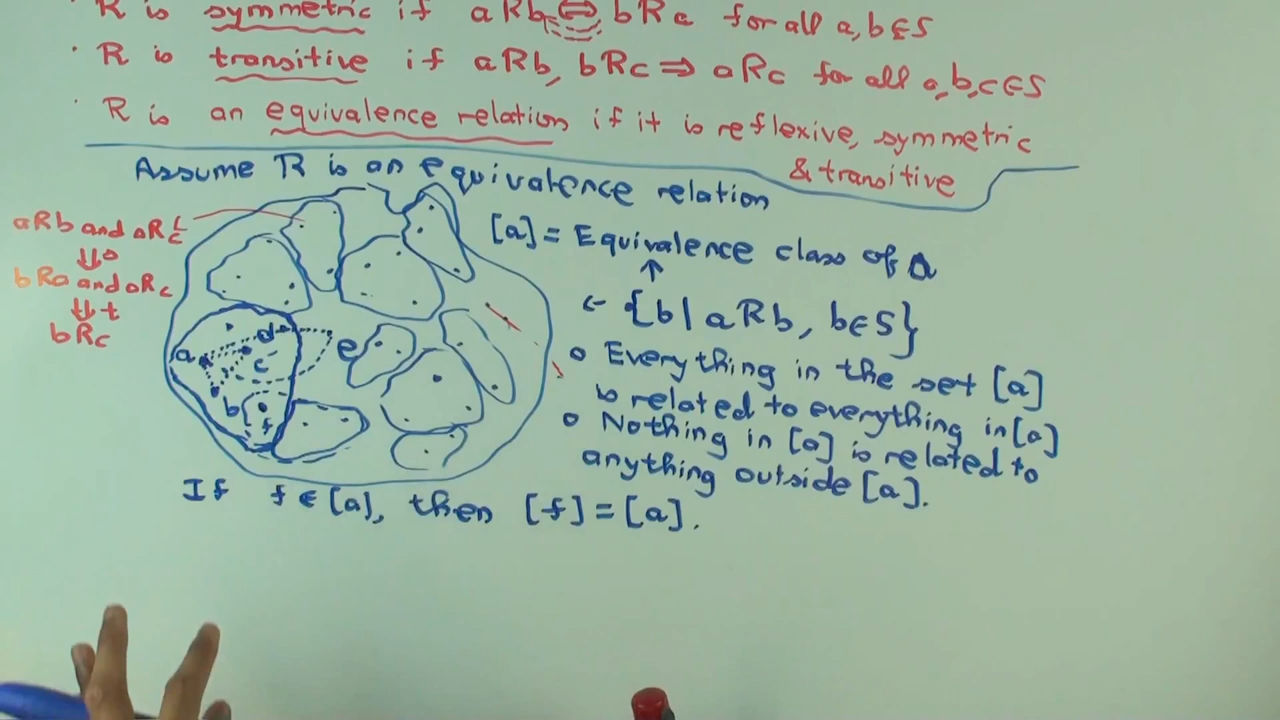 R is symmetric if aRb ⇔ bRa for all a,b∈S
· R is transitive if aRb, bRc ⇒ aRc for all a,b,c∈S
· R is an equivalence relation if it is reflexive, symmetric
& transitive
Assume R is an equivalence relation
aRb and aRc
⇓ s
bRa and aRc
⇓ t
bRc
a
b
c
d
e
f
[a] = Equivalence class of a
↑
← {b | aRb, b∈S}
o Everything in the set [a]
is related to everything in [a]
o Nothing in [a] is related to
anything outside [a].
If f ∈ [a], then [f] = [a].